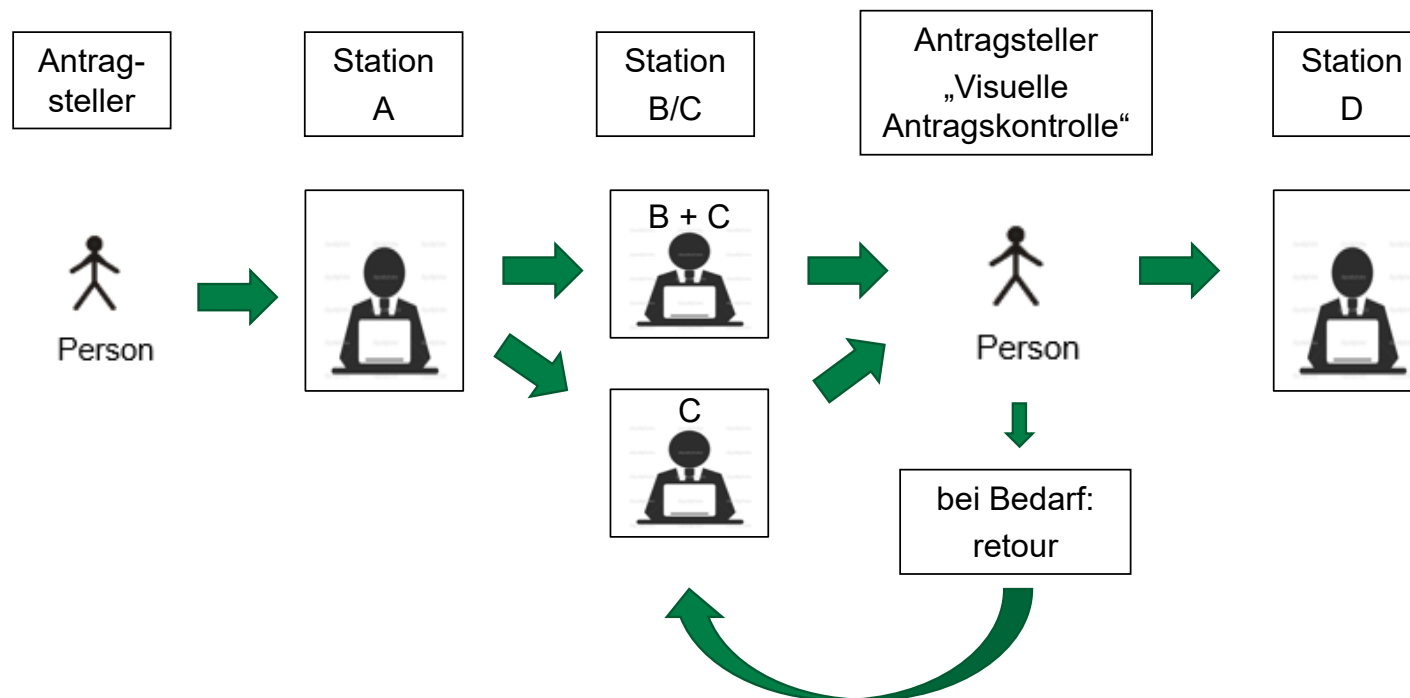 Antrag-
steller
Station
A
Station
B/C
Antragsteller
„Visuelle
Antragskontrolle“
Station
D
Person
B + C
C
Person
bei Bedarf:
retour